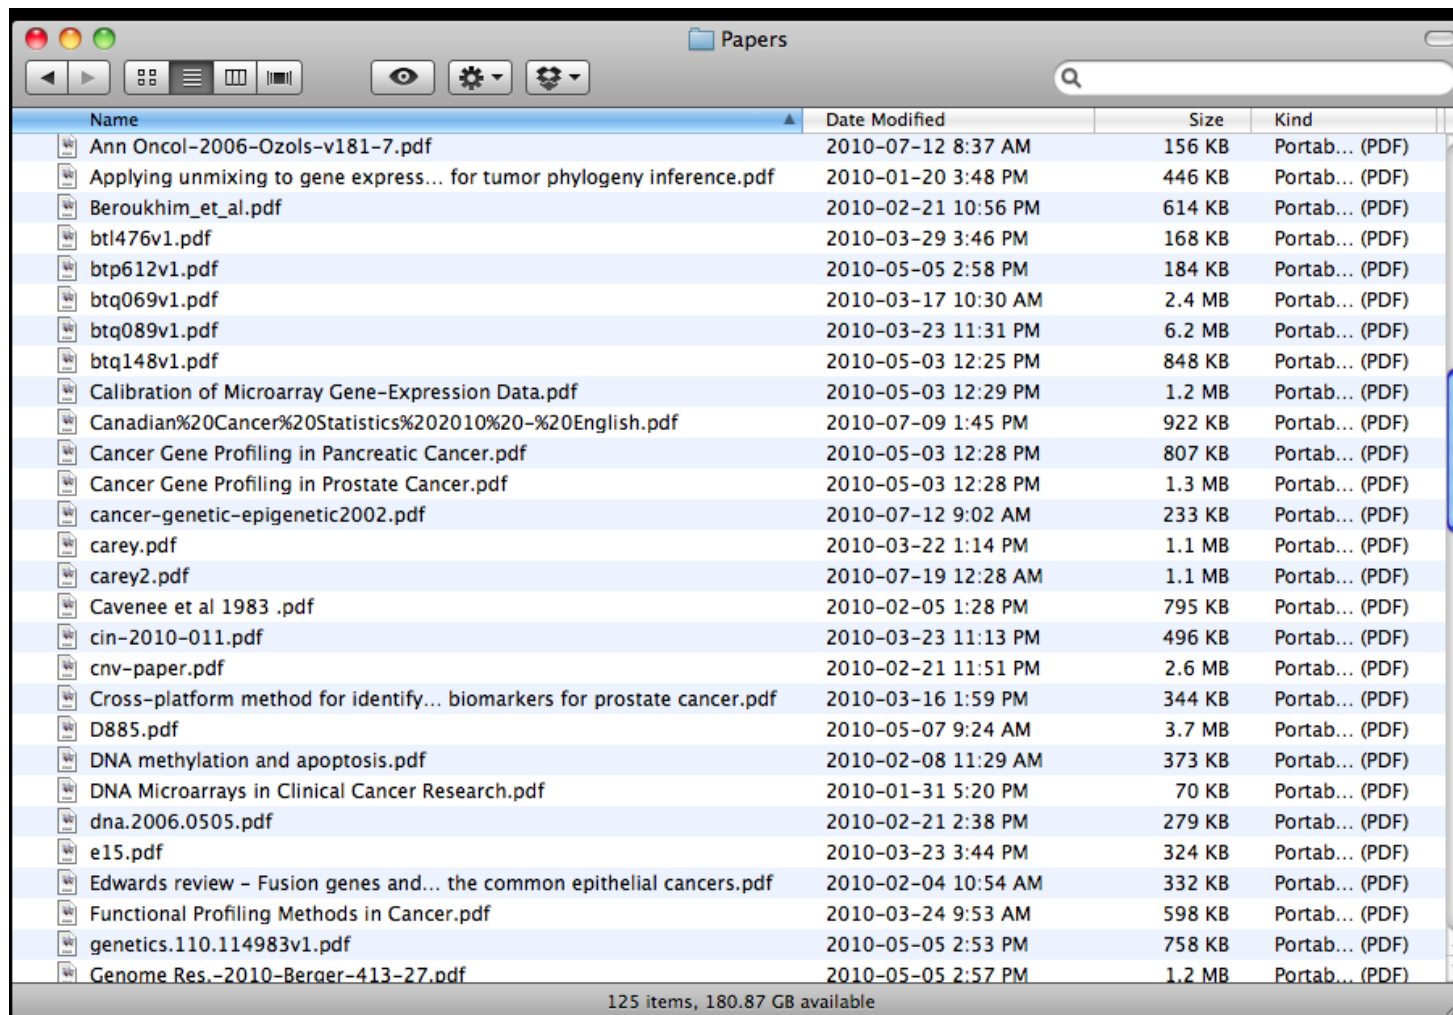 Papers
Name Date Modified Size Kind
Ann Oncol-2006-Ozols-v181-7.pdf 2010-07-12 8:37 AM 156 KB Portab... (PDF)
Applying unmixing to gene express... for tumor phylogeny inference.pdf 2010-01-20 3:48 PM 446 KB Portab... (PDF)
Beroukhim_et_al.pdf 2010-02-21 10:56 PM 614 KB Portab... (PDF)
btl476v1.pdf 2010-03-29 3:46 PM 168 KB Portab... (PDF)
btp612v1.pdf 2010-05-05 2:58 PM 184 KB Portab... (PDF)
btq069v1.pdf 2010-03-17 10:30 AM 2.4 MB Portab... (PDF)
btq089v1.pdf 2010-03-23 11:31 PM 6.2 MB Portab... (PDF)
btq148v1.pdf 2010-05-03 12:25 PM 848 KB Portab... (PDF)
Calibration of Microarray Gene-Expression Data.pdf 2010-05-03 12:29 PM 1.2 MB Portab... (PDF)
Canadian%20Cancer%20Statistics%202010%20-%20English.pdf 2010-07-09 1:45 PM 922 KB Portab... (PDF)
Cancer Gene Profiling in Pancreatic Cancer.pdf 2010-05-03 12:28 PM 807 KB Portab... (PDF)
Cancer Gene Profiling in Prostate Cancer.pdf 2010-05-03 12:28 PM 1.3 MB Portab... (PDF)
cancer-genetic-epigenetic2002.pdf 2010-07-12 9:02 AM 233 KB Portab... (PDF)
carey.pdf 2010-03-22 1:14 PM 1.1 MB Portab... (PDF)
carey2.pdf 2010-07-19 12:28 AM 1.1 MB Portab... (PDF)
Cavenee et al 1983 .pdf 2010-02-05 1:28 PM 795 KB Portab... (PDF)
cin-2010-011.pdf 2010-03-23 11:13 PM 496 KB Portab... (PDF)
cnv-paper.pdf 2010-02-21 11:51 PM 2.6 MB Portab... (PDF)
Cross-platform method for identify... biomarkers for prostate cancer.pdf 2010-03-16 1:59 PM 344 KB Portab... (PDF)
D885.pdf 2010-05-07 9:24 AM 3.7 MB Portab... (PDF)
DNA methylation and apoptosis.pdf 2010-02-08 11:29 AM 373 KB Portab... (PDF)
DNA Microarrays in Clinical Cancer Research.pdf 2010-01-31 5:20 PM 70 KB Portab... (PDF)
dna.2006.0505.pdf 2010-02-21 2:38 PM 279 KB Portab... (PDF)
e15.pdf 2010-03-23 3:44 PM 324 KB Portab... (PDF)
Edwards review - Fusion genes and... the common epithelial cancers.pdf 2010-02-04 10:54 AM 332 KB Portab... (PDF)
Functional Profiling Methods in Cancer.pdf 2010-03-24 9:53 AM 598 KB Portab... (PDF)
genetics.110.114983v1.pdf 2010-05-05 2:53 PM 758 KB Portab... (PDF)
Genome Res.-2010-Berger-413-27.pdf 2010-05-05 2:57 PM 1.2 MB Portab... (PDF)
125 items, 180.87 GB available